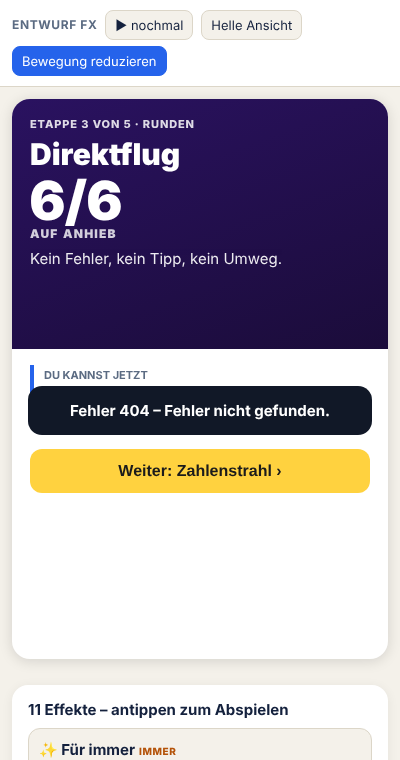 ENTWURF FX ▶ nochmal Helle Ansicht
Bewegung reduzieren
ETAPPE 3 VON 5 · RUNDEN
Direktflug
6/6
AUF ANHIEB
Kein Fehler, kein Tipp, kein Umweg.
DU KANNST JETZT
Fehler 404 – Fehler nicht gefunden.
Weiter: Zahlenstrahl ›
11 Effekte – antippen zum Abspielen
✨ Für immer IMMER